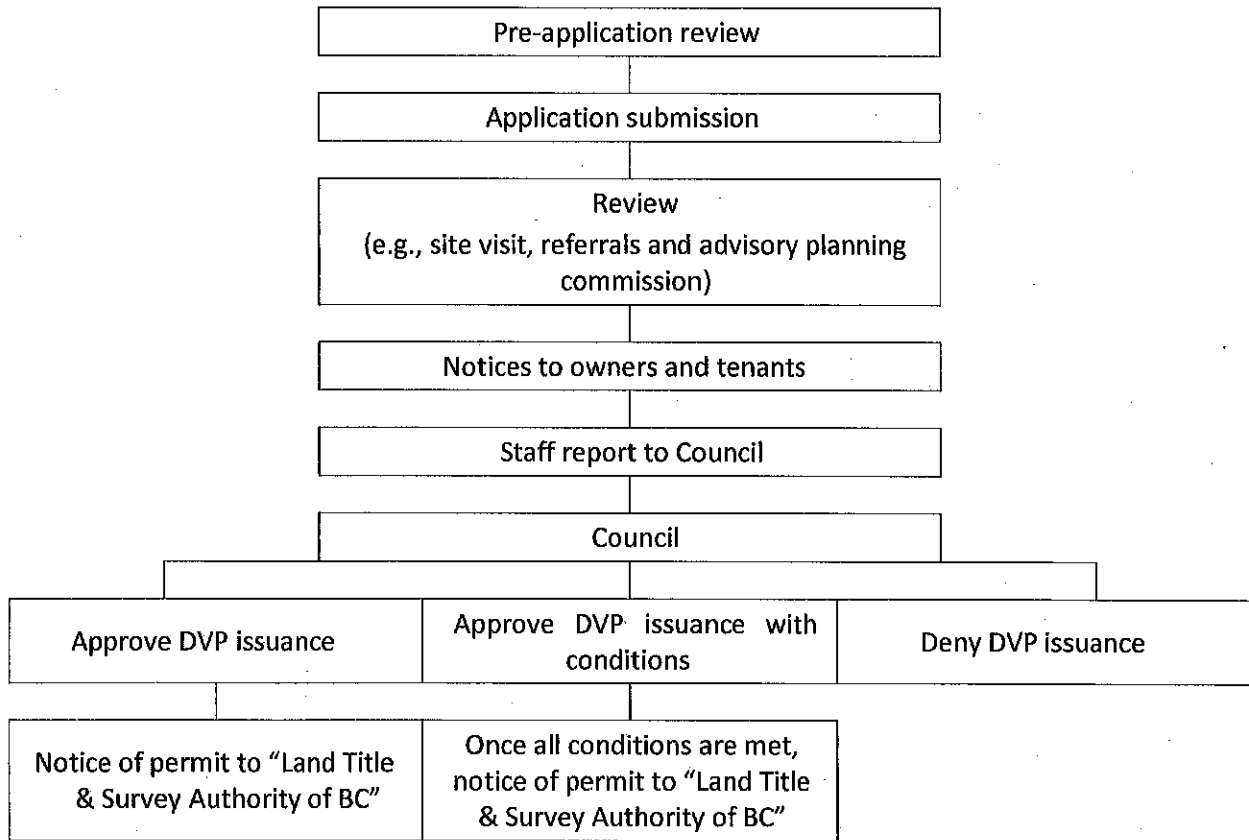 Pre-application review
Application submission
Review
(e.g., site visit, referrals and advisory planning
commission)
Notices to owners and tenants
Staff report to Council
Council
Approve DVP issuance
Approve DVP issuance with
conditions
Deny DVP issuance
Notice of permit to “Land Title
& Survey Authority of BC”
Once all conditions are met,
notice of permit to “Land Title
& Survey Authority of BC”